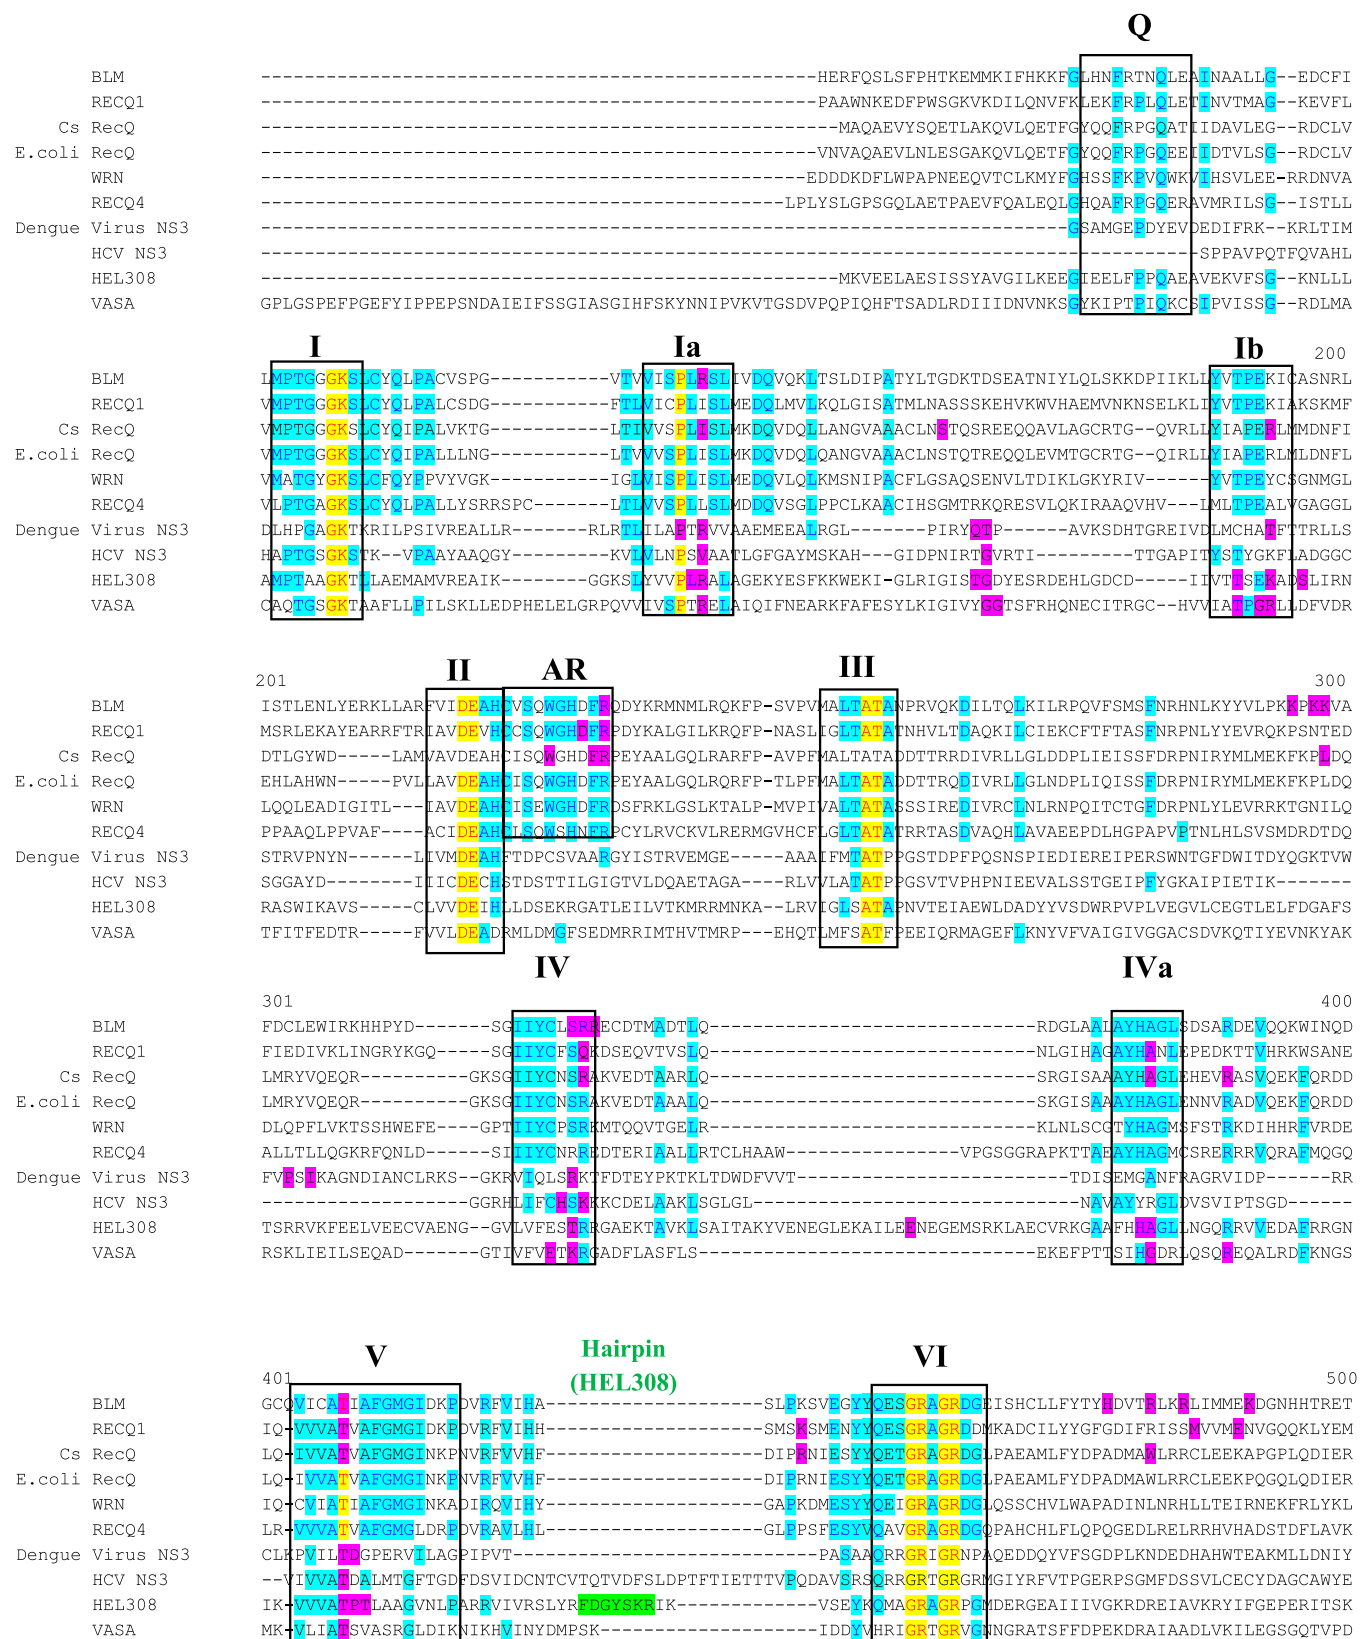 Q
BLM ---------------------------------------------------HERFQSLSFPHTKEMMKIFHKKFGLHNFRTNQLEAINAALLG--EDCFI
RECQ1 ---------------------------------------------------PAAWNKEDFPWSGKVKDILQNVFKLEKFRPLQLETINVTMAG--KEVFL
Cs RecQ -----------------------------------------------------MAQAEVYSQETLAKQVLQETFGYQQFRPGQATIIDAVLEG--RDCLV
E.coli RecQ ---------------------------------------------------VNVAQAEVLNLESGAKQVLQETFGYQQFRPGQEEIIDTVLSG--RDCLV
WRN --------------------------------------------------EDDDKDFLWPAPNEEQVTCLKMYFGHSSFKPVQWKVIHSVLEE--RRDNVA
RECQ4 ------------------------------------------------LPLYSLGPSGQLAETPAEVFQALEQLGHQAFRPGQERAVMRILSG--ISTLL
Dengue Virus NS3 --------------------------------------------------------------------------GSAMGEPDYEVDEDIFRK--KRLTIM
HCV NS3 --------------------------------------------------------------------------------------SPPAVPQTFQVAHL
HEL308 -----------------------------------------------------MKVEELAESISSYAVGILKEEGIEELFPPQAEAVEKVFSG--KNLLL
VASA GPLGSPEFPGEFYIPPEPSNDAIEIFSSGIASGIHFSKYNNIPVKVTGSDVPQPIQHFTSADLRDIIIDNVNKSGYKIPTPIQKCSIPVISSG--RDLMA
I Ia Ib 200
BLM LMPTGGGKSLCYQLPACVSPG---------VTVVISPLRSLIVDQVQKLTSLDIPATYLTGDKTDSEATNIYLQLSKKDPIIKLLYVTPEKICASNRL
RECQ1 VMPTGGGKSLCYQLPALCSDG---------FTLVICPLISLMEDQLMVLKQLGISATMLNASSSKEHVKWVHAEMVNKNSELKLIYVTPEKIAKSKMF
Cs RecQ VMPTGGGKSLCYQIPALVKTG---------LTIVVSPLISLMKDQVDQLLANGVAAACLNSTQSREEQQAVLAGCRTG--QVRLLYIAPERLMMDNFI
E.coli RecQ VMPTGGGKSLCYQIPALLLNG---------LTVVVSPLISLMKDQVDQLQANGVAAACLNSTQTREQQLEVMTGCRTG--QIRLLYIAPERLMLDNFL
WRN VMATGYGKSLCFQYPPVYVGK---------IGLVISPLISLMEDQVLQLKMSNIPACFLGSAQSENVLTDIKLGKYRIV-----VYVTPEYCSGNMGL
RECQ4 VLPTGAGKSLCYQLPALLYSRRSPC-----LTLVVSPLLSLMDDQVSGLPPCLKAACIHSGMTRKQRESVLQKIRAAQVHV---LMLTPEALVGAGGL
Dengue Virus NS3 DLHPGAGKTKRILPSIVREALLR-------RLRTLILAPTRVVAAEMEEALRGL-----PIRYQTP-----AVKSDHTGREIVDLMCHATFTTRLLS
HCV NS3 HAPTGSGKSTK--VPAAYAAQGY-------KVLVLNPSVAATLGFGAYMSKAH---GIDPNIRTGVRTI------TTGAPITYSTYGKFLADGGC
HEL308 AMPTAAGKTLLAEMAMVREAIK--------GGKSLYVVPLRALAGEKYESFKKWEKI-GLRIGISTGDYESRDEHLGDCD-----IIVTTSEKADSLIRN
VASA CAQTGSGKTAAFLLPILSKLLEDPHELELGRPQVVIVSPTRELAIQIFNEARKFAFESYLKIGIVYGGTSFRHQNECITRGC--HVVIATPGRLLDFVDR
II AR III
201 300
BLM ISTLENLYERKLLARFVIDEAHCVSQWGHDFRQDYKRMNMLRQKFP-SVPVMALTATANPRVQKDILTQLKILRPQVFSMSFNRHNLKYYVLPKKPKKVA
RECQ1 MSRLEKAYEARRFTRIAVDEVHCCSQWGHDFRPDYKALGILKRQFP-NASLIGLTATATNHVLTDAQKILCIEKCFTFTASFNRPNLYYEVRQKPSNTED
Cs RecQ DTLGYWD-----LAMVAVDEAHCISQWGHDFRPEYAALGQLRARFP-AVPFMALTATADDTTRRDIVRLLGLDDPLIEISSFDRPNIRYMLMEKFKPLDQ
E.coli RecQ EHLAHWN-----PVLLAVDEAHCISQWGHDFRPEYAALGQLRQRFP-TLPFMALTATADDTTRQDIVRLLGLNDPLIQISSFDRPNIRYMLMEKFKPLDQ
WRN LQQLEADIGITL---IAVDEAHCISEWGHDFRDSFRKLGSLKTALP-MVPIVALTATASSSIREDIVRCLNLRNPQITCTGFDRPNLYLEVRRKTGNILQ
RECQ4 PPAAQLPPVAF----ACIDEAHCLSQWSHNFRPCYLRVCKVLRERMGVHCFLGLTATATRRTASDVAQHLAVAEEPDLHGPAPVPTNLHLSVSMDRDTDQ
Dengue Virus NS3 STRVPNYN------LIVMDEAHFTDPCSVAARGYISTRVEMGE----AAAIFMTATPPGSTDPFPQSNSPIEDIEREIPERSWNTGFDWITDYQGKTVW
HCV NS3 SGGAYD--------IIICDECHSTDSTTILGIGTVLDQAETAGA---RLVVLATATPPGSVTVPHPNIEEVALSSTGEIPFYGKAIPIETIK-------
HEL308 RASWIKAVS-----CLVVDEIHLLDSEKRGATLEILVTKMRRMNKA--LRVIGLSATAPNVTEIAEWLDADYYVSDWRPVPLVEGVLCEGTLELFDGAFS
VASA TFITFEDTR-----FVVLDEADRMLDMGFSEDMRRIMTHVTMRP---EHQTLMFSATFPEEIQRMAGEFLKNYVFVAIGIVGGACSDVKQTIYEVNKYAK
IV IVa
301 400
BLM FDCLEWIRKHHPYD-------SGIIYCLSRRECDTMADTLQ------------------------------RDGLAALAYHAGLSDSARDEVQQKWINQD
RECQ1 FIEDIVKLINGRYKGQ-----SGIIYCFSQKDSEQVTVSLQ------------------------------NLGIHAGAYHANLEPEDKTTVHRKWSANE
Cs RecQ LMRYVQEQR----------GKSGIIYCNSRAKVEDTAARLQ------------------------------SRGISAAAYHAGLEHEVRASVQEKFQRDD
E.coli RecQ LMRYVQEQR----------GKSGIIYCNSRAKVEDTAAALQ------------------------------SKGISAAAYHAGLENNVRADVQEKFQRDD
WRN DLQPFLVKTSSHWEFE----GPTIIYCPSRKMTQQVTGELR------------------------------KLNLSCGTYHAGMSFSTRKDIHHRFVRDE
RECQ4 ALLTLLQGKRFQNLD------SIIIYCNRREDTERIAALLRTCLHAAW----------------VPGSGGRAPKTTAEAYHAGMCSRERRRVQRAFMQGQ
Dengue Virus NS3 FVPSIKAGNDIANCLRKS---GKRVIQLSRKTFDTEYPKTKLTDWDFVVT-------------------------TDISEMGANFRAGRVIDP------RR
HCV NS3 --------------------GGRHLIFCHSKKKCDELAAKLSGLGL------------------------------NAVAYYRGLDVSVIPTSGD----
HEL308 TSRRVKFEELVEECVAENG--GVLVFESTRRGAEKTAVKLSAITAKYVENEGLEKAILEENEGEMSRKLAECVRKGAAFHHAGLLNGQRRVVEDAFRRGN
VASA RSKLIEILSEQAD---------GTIVFVETKRGADFLASFLS-------------------------------EKEFPTTSIHGDRLQSQREQALRDFKNGS
V Hairpin VI
(HEL308)
401 500
BLM GCQVICATIAFGMGIDKPDVRFVIHA--------------------SLPKSVEGYYQESGRAGRDGEISHCLLFYTYHDVTRLKRLIMMEKDGNHHTRET
RECQ1 IQ-VVVATVAFGMGIDKPDVRFVIHH--------------------SMSKSMENYYQESGRAGRDDMKADCILYYGFGDIFRISSMVVMENVGQQKLYEM
Cs RecQ LQ-IVVATVAFGMGINKPNVRFVVHF--------------------DIPRNIESYYQETGRAGRDGLPAEAMLFYDPADMAWLRRCLEEKAPGPLQDIER
E.coli RecQ LQ-IVVATVAFGMGINKPNVRFVVHF--------------------DIPRNIESYYQETGRAGRDGLPAEAMLFYDPADMAWLRRCLEEKPQGQLQDIER
WRN IQ-CVIATIAFGMGINKADIRQVIHY--------------------GAPKDMESYYQEIGRAGRDGLQSSCHVLWAPADINLNRHLLTEIRNEKFRLYKL
RECQ4 LR-VVVATVAFGMGLDRPDVRAVLHL--------------------GLPPSFESYVQAVGRAGRDGQPAHCHLFLQPQGEDLRELRRHVHADSTDFLAVK
Dengue Virus NS3 CLKPVILTDGPERVILAGPIPVT----------------------------PASAAQRRGRIGRNPAQEDDQYVFSGDPLKNDEDHAHWTEAKMLLDNIY
HCV NS3 --VIVVATDALMTGFTGDFDSVIDCNTCVTQTVDFSLDPTFTIETTTVPQDAVSRSQRRGRTGRGRMGIYRFVTPGERPSGMFDSSVLCECYDAGCAWYE
HEL308 IK-VVVATPTLAAGVNLPARRVIVRSLYRFDGYSKRIK-------------VSEYKQMAGRAGRPGMDERGEAIIIVGKRDREIAVKRYIFGEPERITSK
VASA MK-VLIATSVASRGLDIKNIKHVINYDMPSK--------------------IDDYVHRIGRTGRVGNNGRATSFFDPEKDRAIAADLVKILEGSGQTVPD